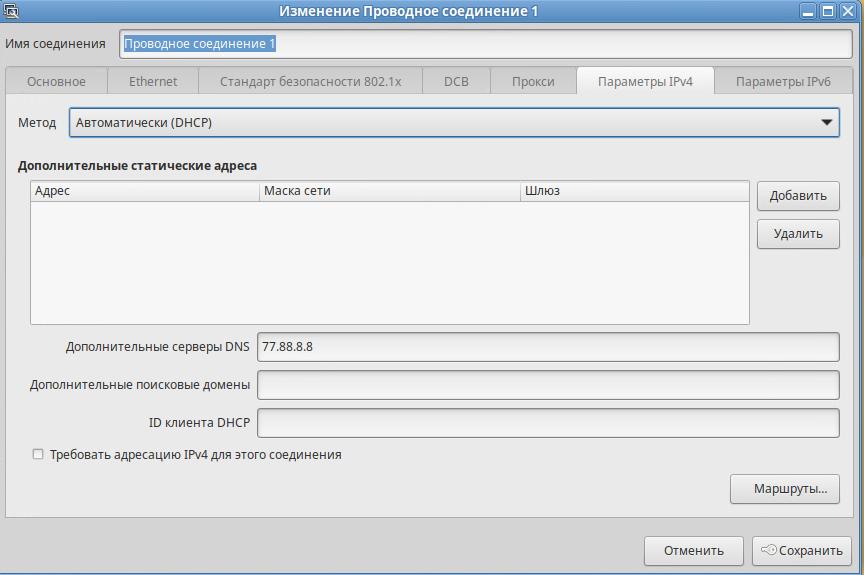 Изменение Проводное соединение 1
Имя соединения Проводное соединение 1
Основное Ethernet Стандарт безопасности 802.1x DCB Прокси Параметры IPv4 Параметры IPv6
Метод Автоматически (DHCP)
Дополнительные статические адреса
Адрес Маска сети Шлюз
Добавить
Удалить
Дополнительные серверы DNS 77.88.8.8
Дополнительные поисковые домены
ID клиента DHCP
Требовать адресацию IPv4 для этого соединения
Маршруты...
Отменить Сохранить